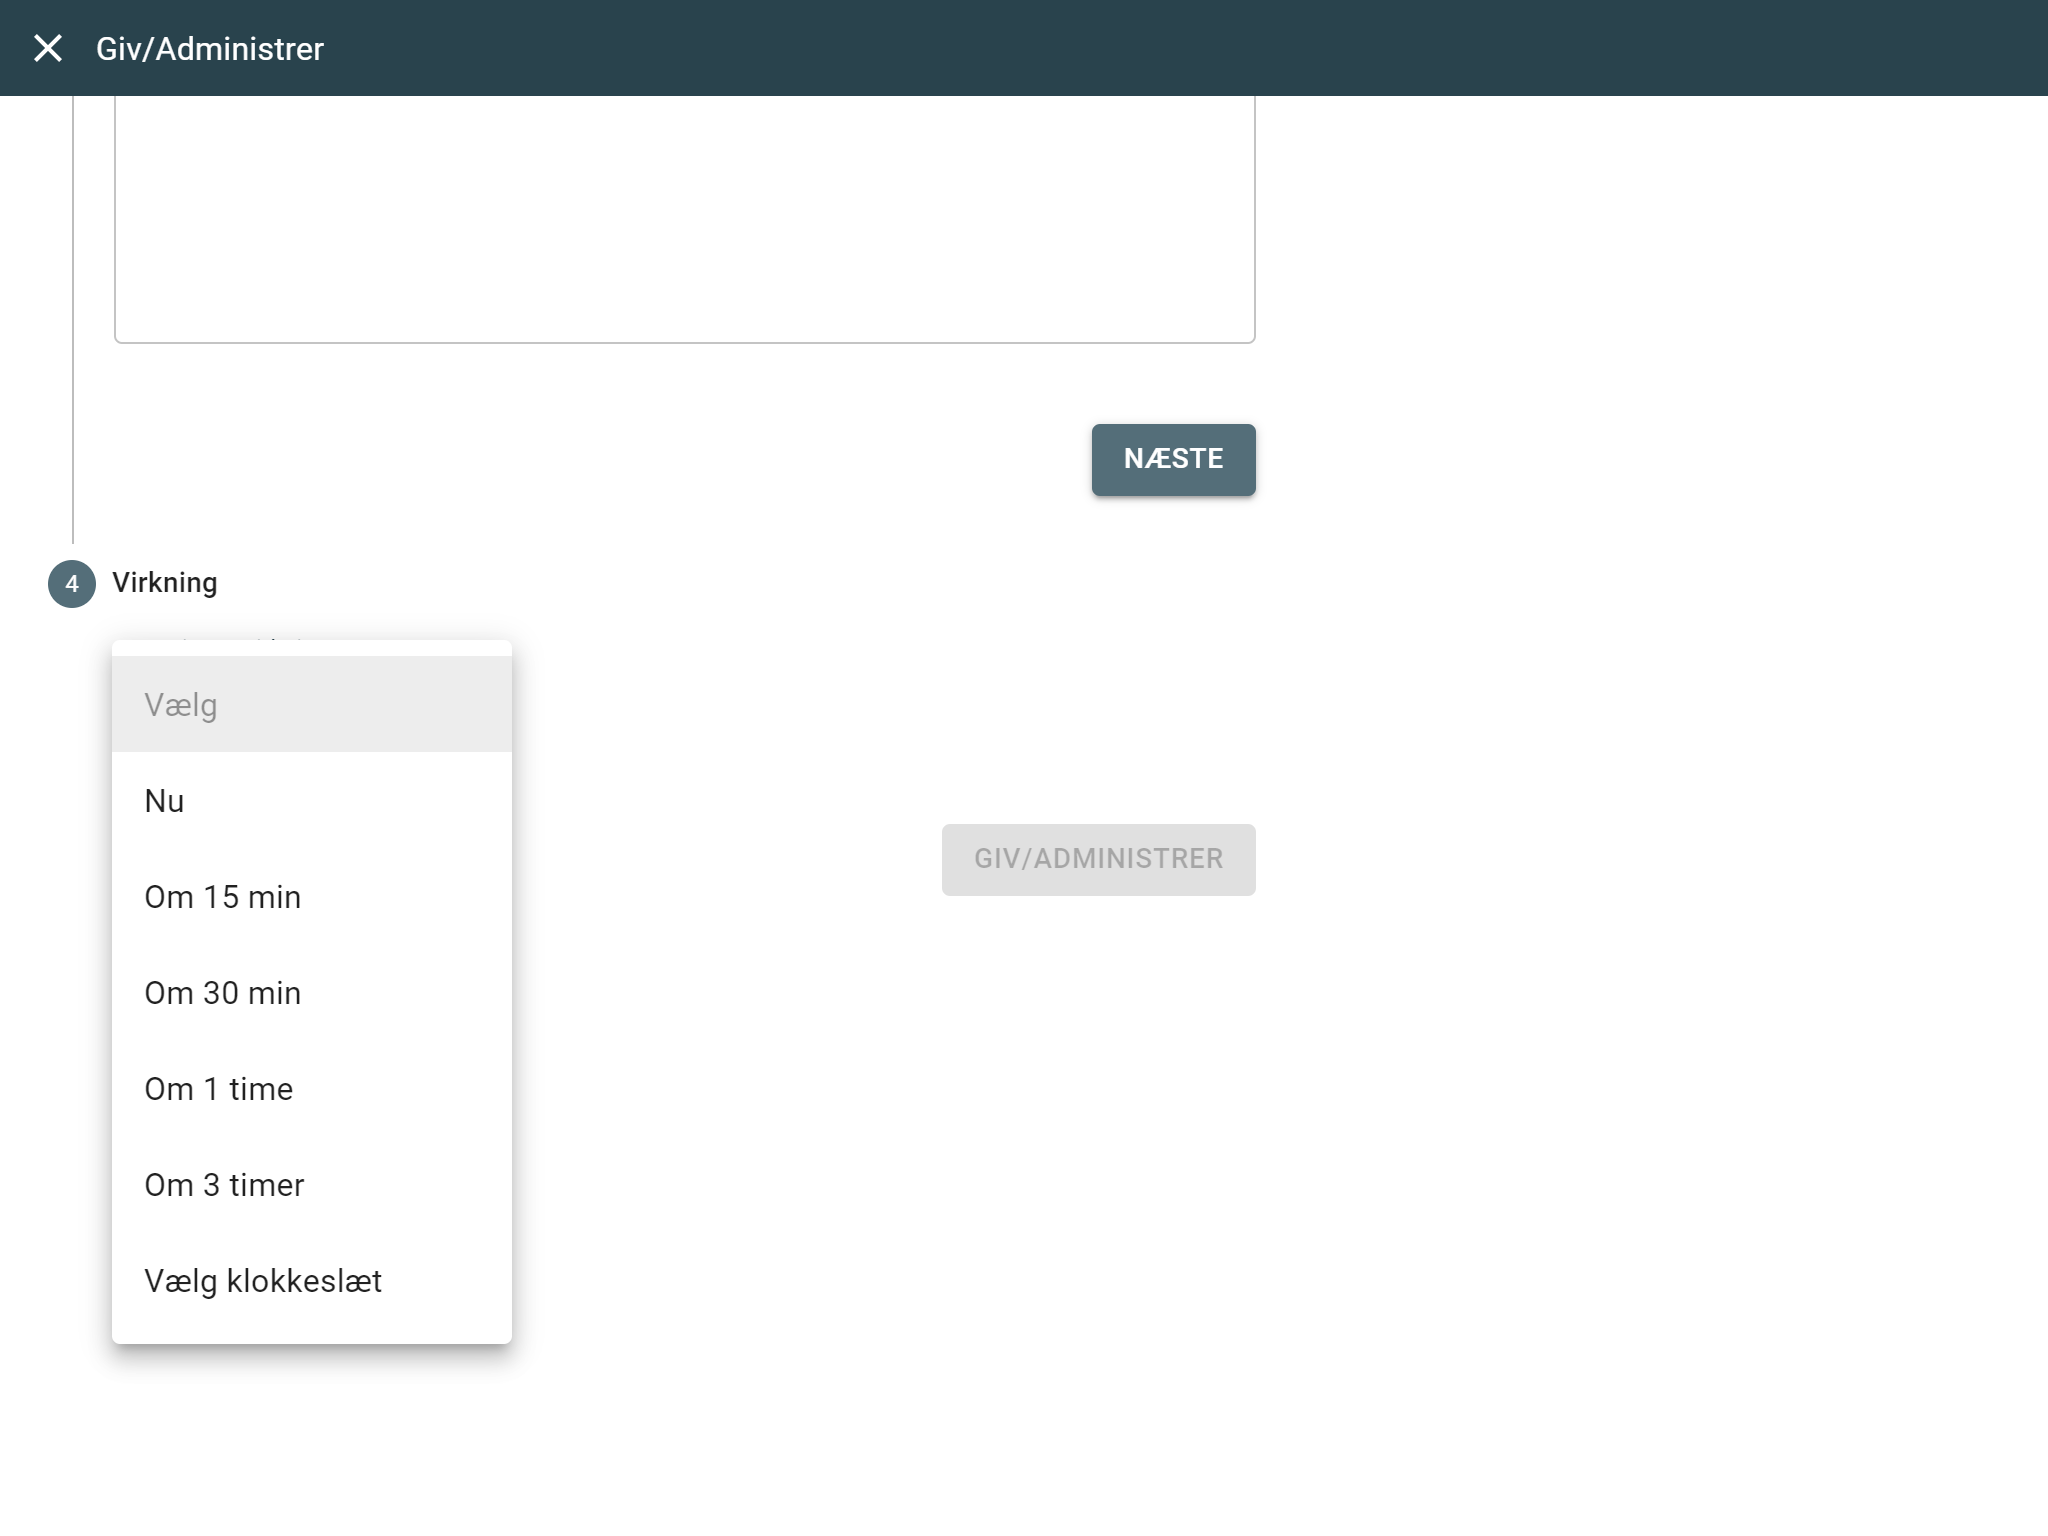 Giv/Administrer
NÆSTE
4 Virkning
Vælg
Nu
Om 15 min
GIV/ADMINISTRER
Om 30 min
Om 1 time
Om 3 timer
Vælg klokkeslæt